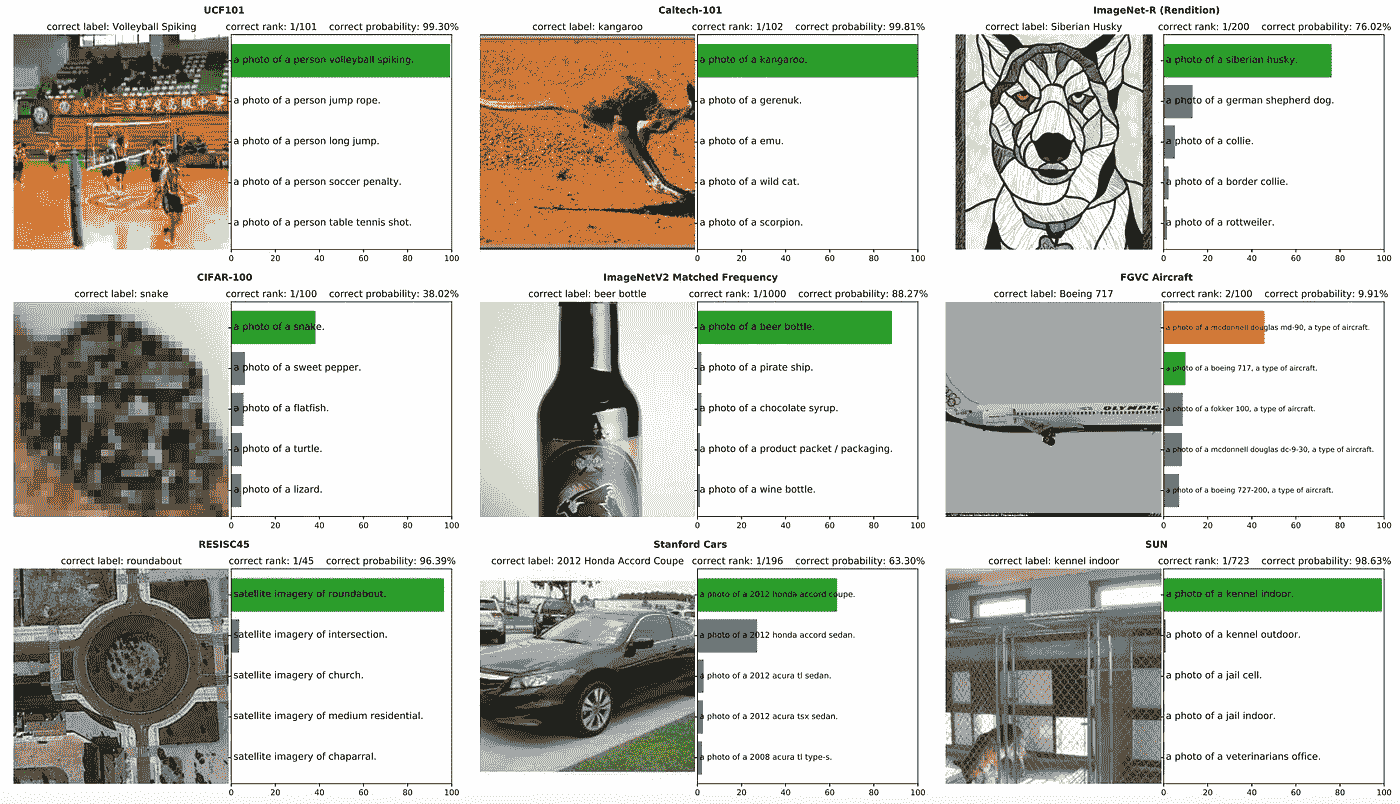 UCF101
correct label: Volleyball Spiking correct rank: 1/101 correct probability: 99.30%
a photo of a person volleyball spiking.
a photo of a person jump rope.
a photo of a person long jump.
a photo of a person soccer penalty.
a photo of a person table tennis shot.
0 20 40 60 80 100
Caltech-101
correct label: kangaroo correct rank: 1/102 correct probability: 99.81%
a photo of a kangaroo.
a photo of a gerenuk.
a photo of a emu.
a photo of a wild cat.
a photo of a scorpion.
0 20 40 60 80 100
ImageNet-R (Rendition)
correct label: Siberian Husky correct rank: 1/200 correct probability: 76.02%
a photo of a siberian husky.
a photo of a german shepherd dog.
a photo of a collie.
a photo of a border collie.
a photo of a rottweiler.
0 20 40 60 80 100
CIFAR-100
correct label: snake correct rank: 1/100 correct probability: 38.02%
a photo of a snake.
a photo of a sweet pepper.
a photo of a flatfish.
a photo of a turtle.
a photo of a lizard.
0 20 40 60 80 100
ImageNetV2 Matched Frequency
correct label: beer bottle correct rank: 1/1000 correct probability: 88.27%
a photo of a beer bottle.
a photo of a pirate ship.
a photo of a chocolate syrup.
a photo of a product packet / packaging.
a photo of a wine bottle.
0 20 40 60 80 100
FGVC Aircraft
correct label: Boeing 717 correct rank: 2/100 correct probability: 9.91%
OLYMPIC
a photo of a mcdonnell douglas md-90, a type of aircraft.
a photo of a boeing 717, a type of aircraft.
a photo of a fokker 100, a type of aircraft.
a photo of a mcdonnell douglas dc-9-30, a type of aircraft.
a photo of a boeing 727-200, a type of aircraft.
0 20 40 60 80 100
RESISC45
correct label: roundabout correct rank: 1/45 correct probability: 96.39%
satellite imagery of roundabout.
satellite imagery of intersection.
satellite imagery of church.
satellite imagery of medium residential.
satellite imagery of chaparral.
0 20 40 60 80 100
Stanford Cars
correct label: 2012 Honda Accord Coupe correct rank: 1/196 correct probability: 63.30%
a photo of a 2012 honda accord coupe.
a photo of a 2012 honda accord sedan.
a photo of a 2012 acura tl sedan.
a photo of a 2012 acura tsx sedan.
a photo of a 2008 acura tl type-s.
0 20 40 60 80 100
SUN
correct label: kennel indoor correct rank: 1/723 correct probability: 98.63%
a photo of a kennel indoor.
a photo of a kennel outdoor.
a photo of a jail cell.
a photo of a jail indoor.
a photo of a veterinarians office.
0 20 40 60 80 100